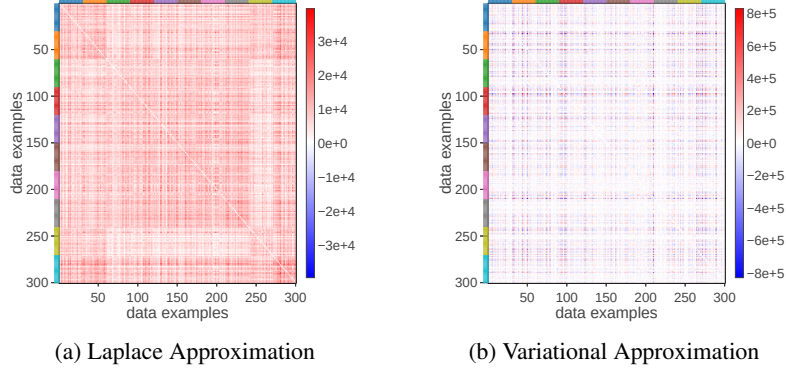 50
100
150
200
250
300
data examples
50 100 150 200 250 300
data examples
3e+4
2e+4
1e+4
0e+0
−1e+4
−2e+4
−3e+4
(a) Laplace Approximation
50
100
150
200
250
300
data examples
50 100 150 200 250 300
data examples
8e+5
6e+5
4e+5
2e+5
0e+0
−2e+5
−4e+5
−6e+5
−8e+5
(b) Variational Approximation